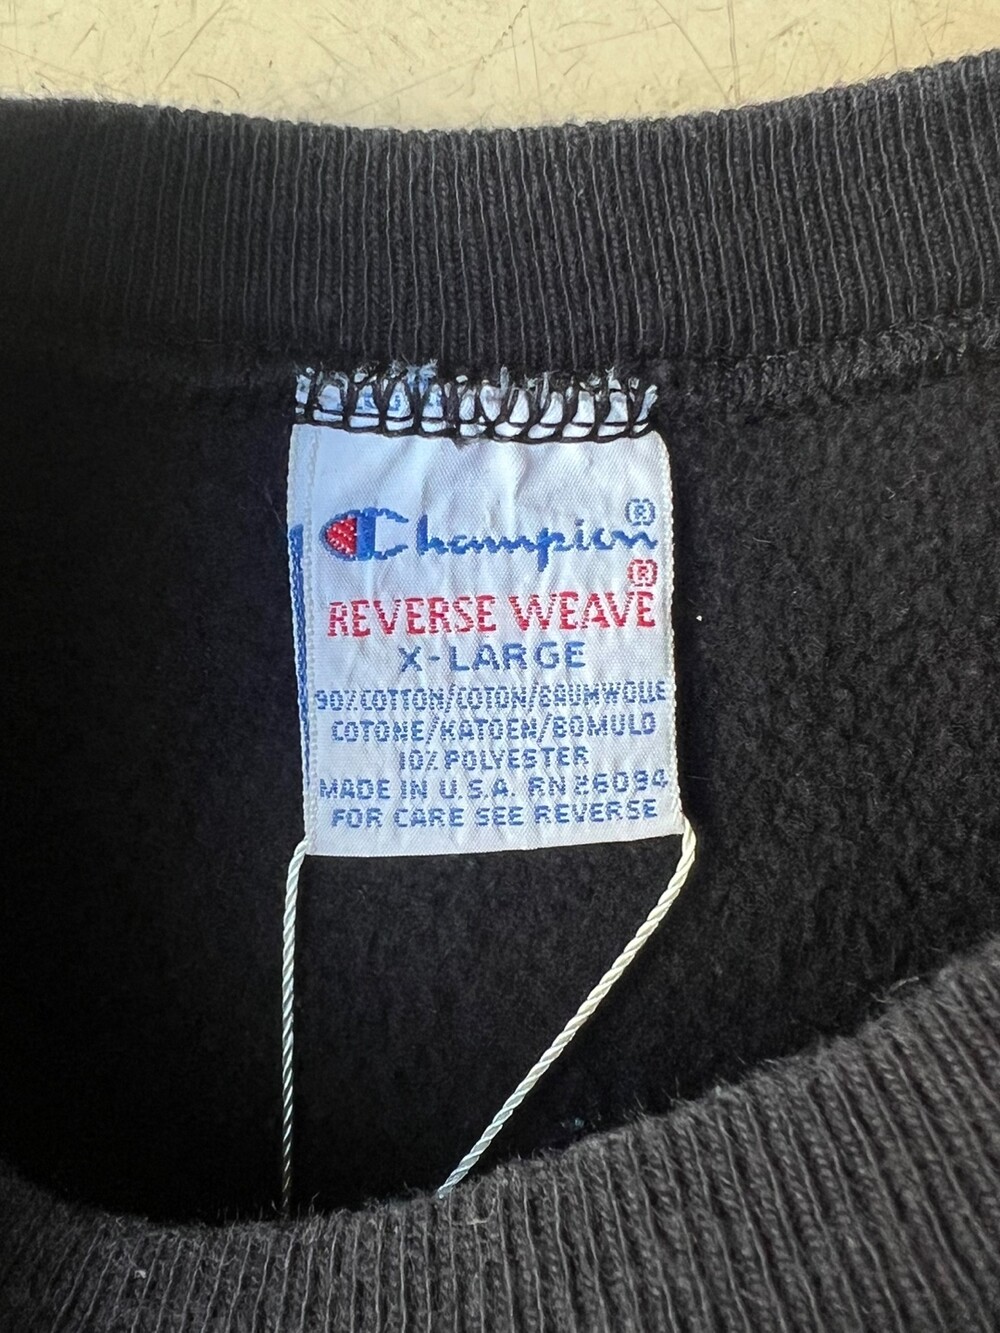 Champion®
REVERSE WEAVE®
X-LARGE
90% COTTON/COTON/BAUMWOLLE
COTONE/KATOEN/BOMULD
10% POLYESTER
MADE IN U.S.A. RN 26094
FOR CARE SEE REVERSE